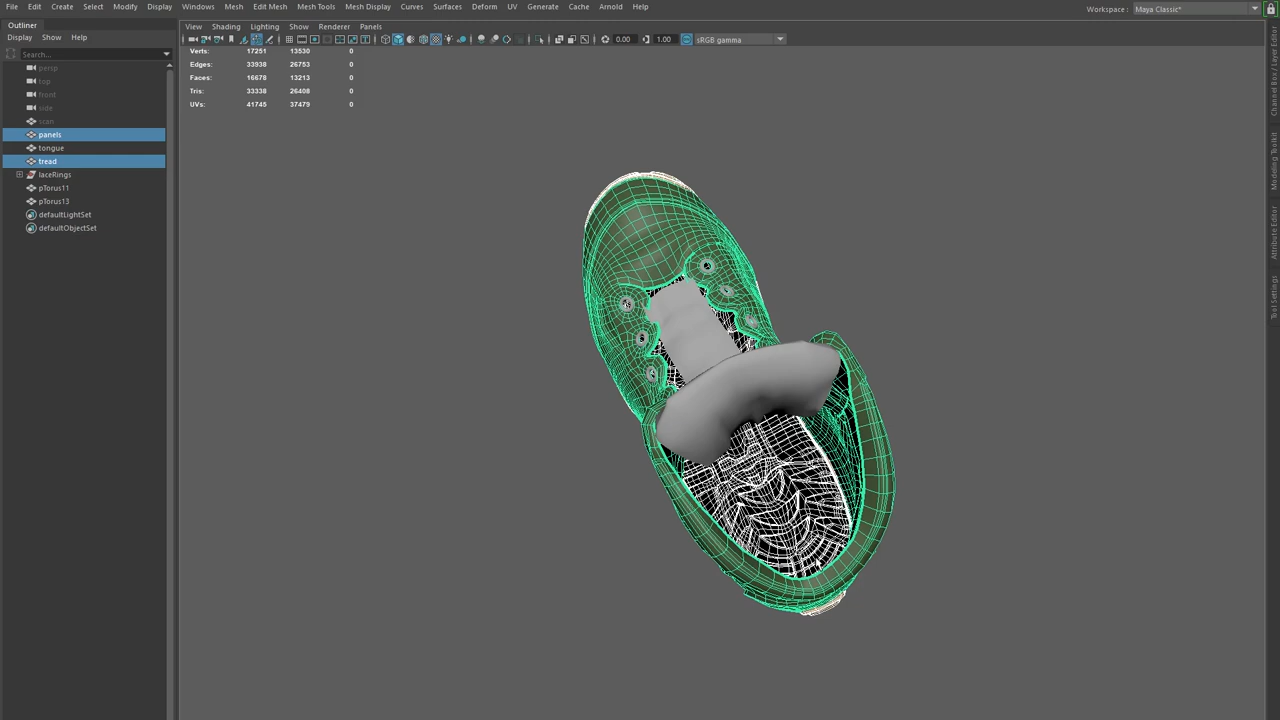 File Edit Create Select Modify Display Windows Mesh Edit Mesh Mesh Tools Mesh Display Curves Surfaces Deform UV Generate Cache Arnold Help Workspace : Maya Classic*
Outliner
View Shading Lighting Show Renderer Panels
Display Show Help
0.00 1.00 sRGB gamma
Search...
Verts: 17251 13530 0
Edges: 33938 26753 0
Faces: 16678 13213 0
Tris: 33338 26408 0
UVs: 41745 37479 0
persp
top
front
side
scan
panels
tongue
tread
laceRings
pTorus11
pTorus13
defaultLightSet
defaultObjectSet
Channel Box / Layer Editor
Modeling Toolkit
Attribute Editor
Tool Settings